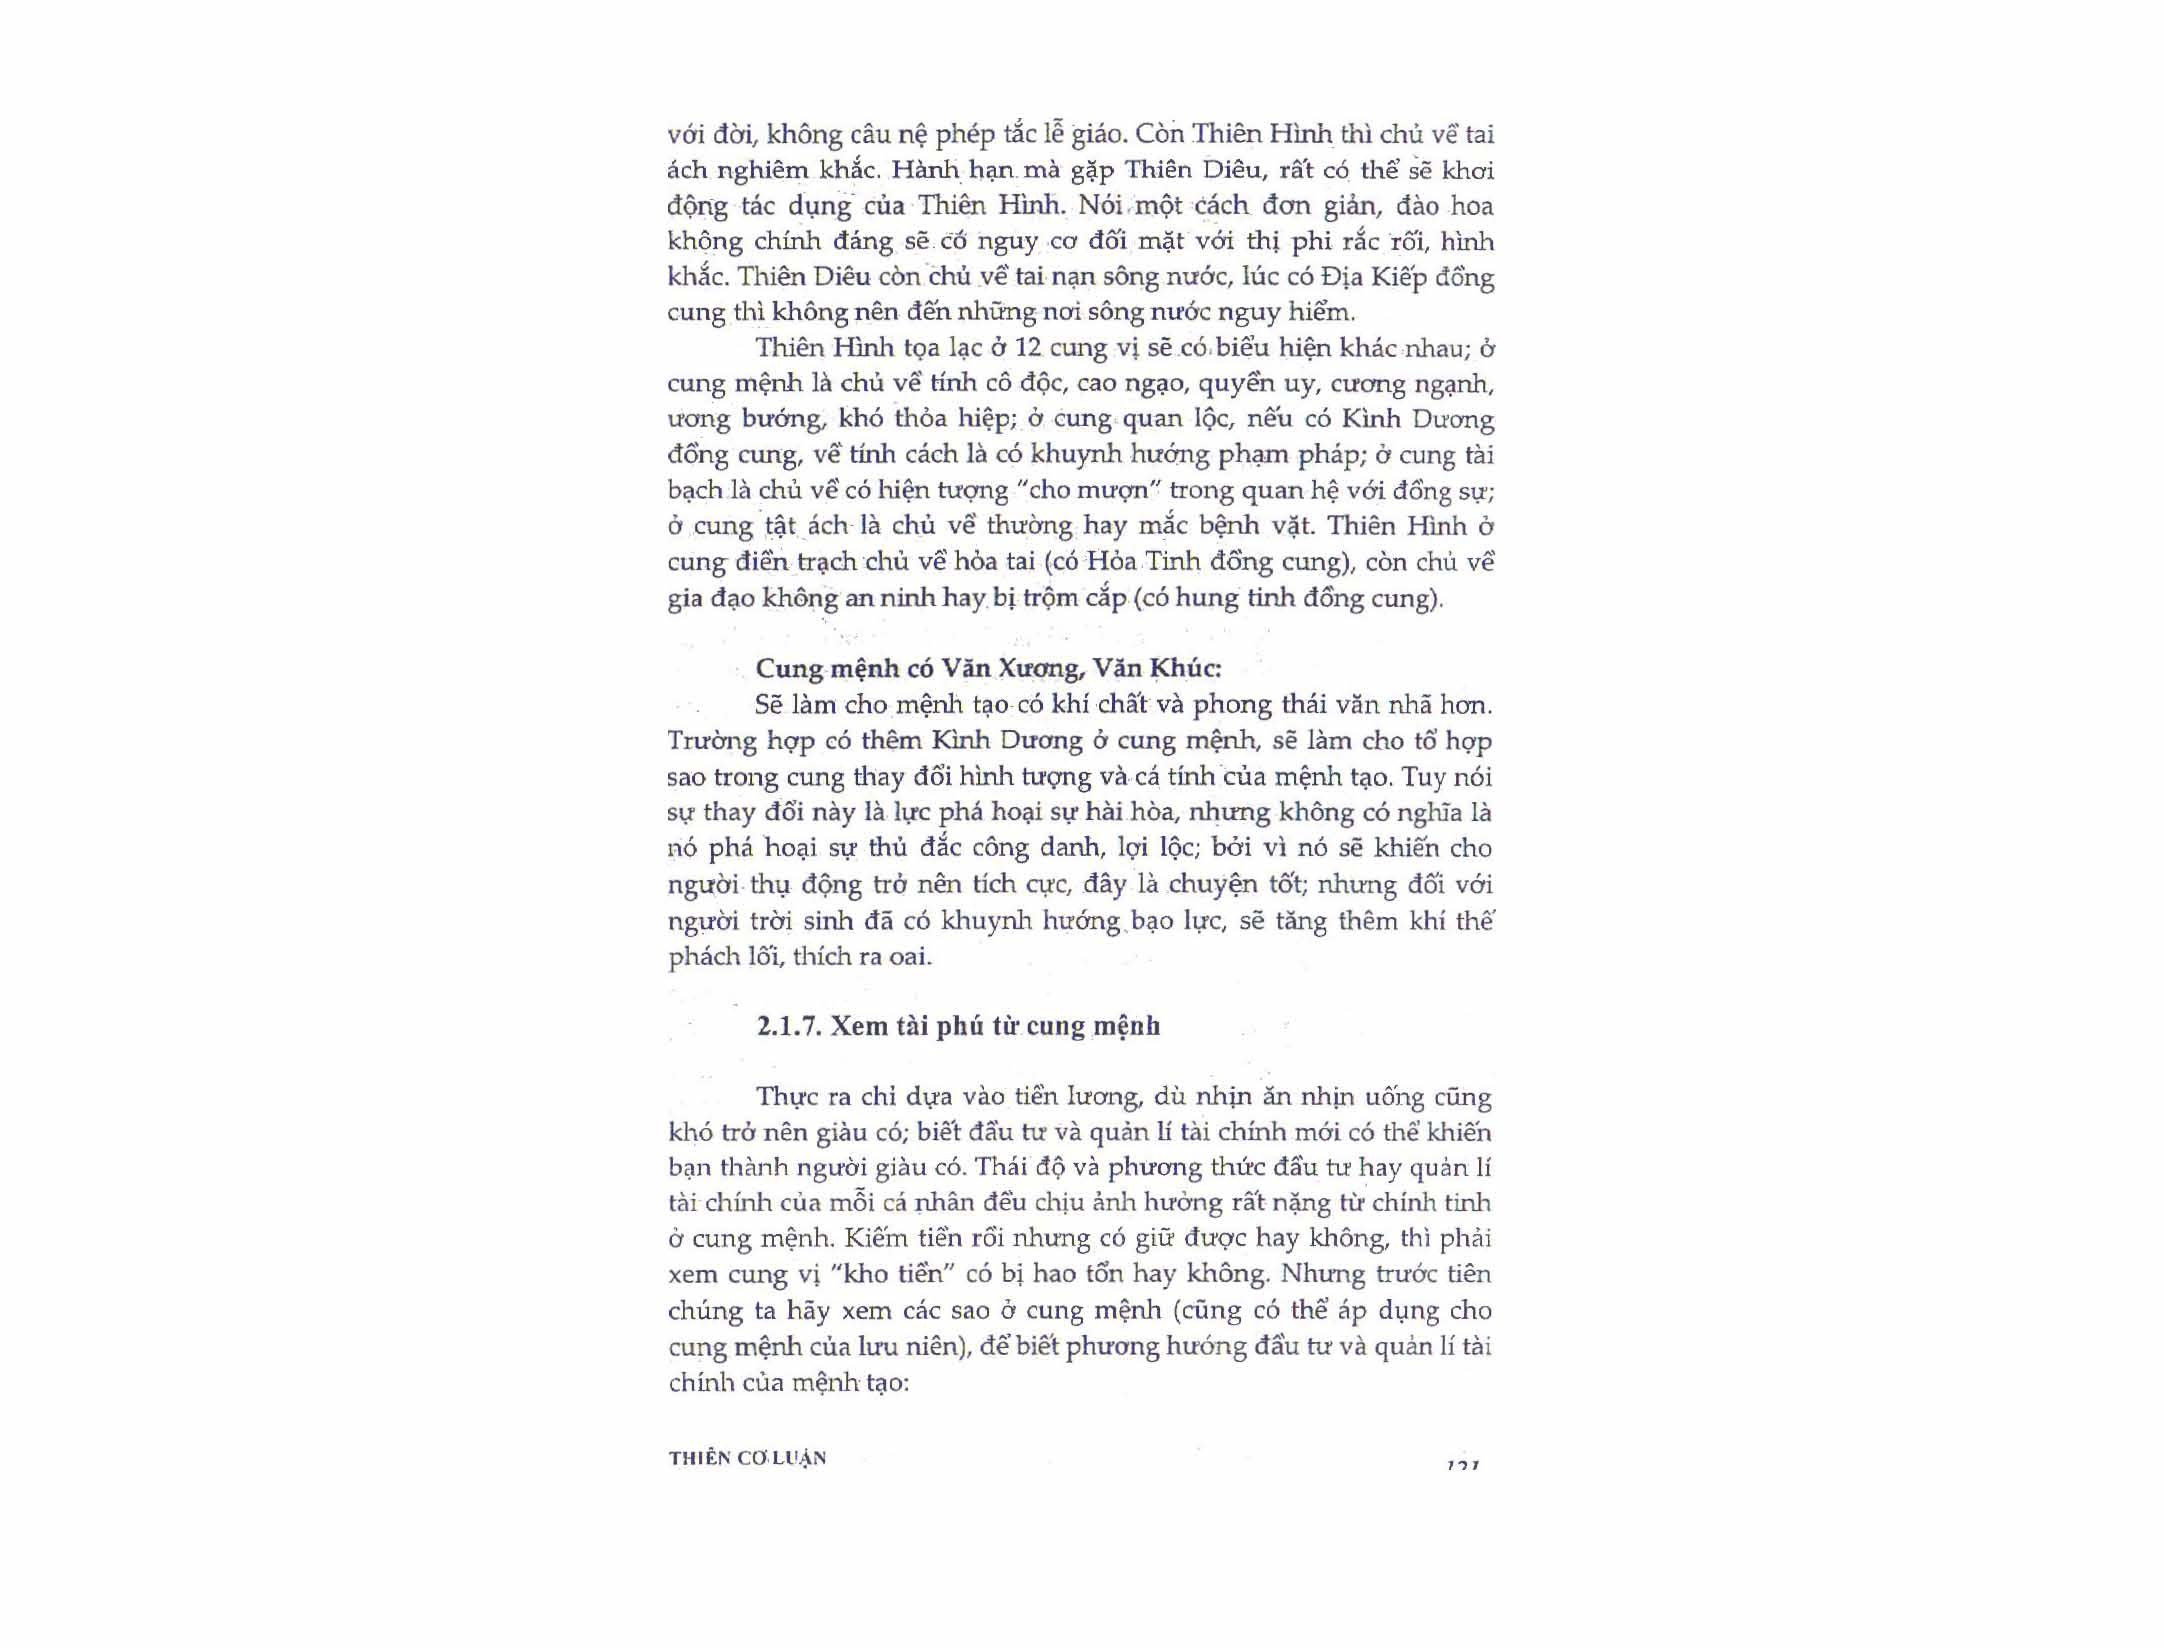 với đời, không câu nệ phép tắc lễ giáo. Còn Thiên Hình thì chủ về tai
ách nghiêm khắc. Hành hạn mà gặp Thiên Diêu, rất có thể sẽ khơi
động tác dụng của Thiên Hình. Nói một cách đơn giản, đào hoa
không chính đáng sẽ có nguy cơ đối mặt với thị phi rắc rối, hình
khắc. Thiên Diêu còn chủ về tai nạn sông nước, lúc có Địa Kiếp đồng
cung thì không nên đến những nơi sông nước nguy hiểm.
Thiên Hình tọa lạc ở 12 cung vị sẽ có biểu hiện khác nhau; ở
cung mệnh là chủ về tính cô độc, cao ngạo, quyền uy, cương ngạnh,
ương bướng, khó thỏa hiệp; ở cung quan lộc, nếu có Kình Dương
đồng cung, về tính cách là có khuynh hướng phạm pháp; ở cung tài
bạch là chủ về có hiện tượng "cho mượn" trong quan hệ với đồng sự;
ở cung tật ách là chủ về thường hay mắc bệnh vặt. Thiên Hình ở
cung điền trạch chủ về hỏa tai (có Hỏa Tinh đồng cung), còn chủ về
gia đạo không an ninh hay bị trộm cắp (có hung tinh đồng cung).
Cung mệnh có Văn Xương, Văn Khúc:
Sẽ làm cho mệnh tạo có khí chất và phong thái văn nhã hơn.
Trường hợp có thêm Kình Dương ở cung mệnh, sẽ làm cho tổ hợp
sao trong cung thay đổi hình tượng và cá tính của mệnh tạo. Tuy nói
sự thay đổi này là lực phá hoại sự hài hòa, nhưng không có nghĩa là
nó phá hoại sự thủ đắc công danh, lợi lộc; bởi vì nó sẽ khiến cho
người thụ động trở nên tích cực, đây là chuyện tốt; nhưng đối với
người trời sinh đã có khuynh hướng bạo lực, sẽ tăng thêm khí thế
phách lối, thích ra oai.
2.1.7. Xem tài phú từ cung mệnh
Thực ra chỉ dựa vào tiền lương, dù nhịn ăn nhịn uống cũng
khó trở nên giàu có; biết đầu tư và quản lí tài chính mới có thể khiến
bạn thành người giàu có. Thái độ và phương thức đầu tư hay quản lí
tài chính của mỗi cá nhân đều chịu ảnh hưởng rất nặng từ chính tinh
ở cung mệnh. Kiếm tiền rồi nhưng có giữ được hay không, thì phải
xem cung vị "kho tiền" có bị hao tổn hay không. Nhưng trước tiên
chúng ta hãy xem các sao ở cung mệnh (cũng có thể áp dụng cho
cung mệnh của lưu niên), để biết phương hướng đầu tư và quản lí tài
chính của mệnh tạo:
THIÊN CƠ LUẬN